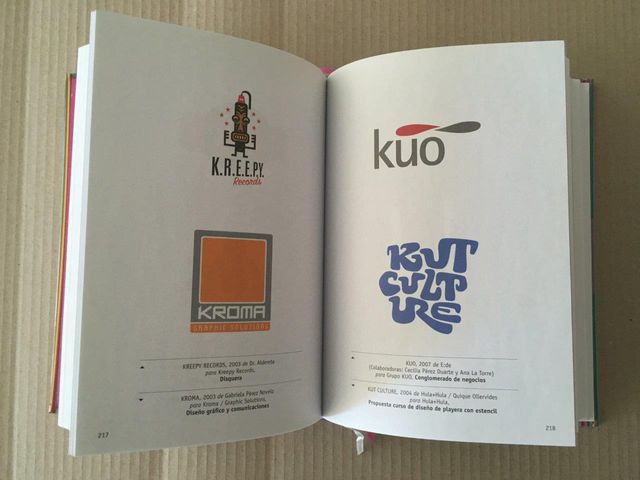 K.R.E.E.P.Y.
Records
KROMA
GRAPHIC SOLUTIONS
KREEPY RECORDS, 2003 de Dr. Alderete
para Kreepy Records,
Disquera
KROMA, 2003 de Gabriela Pérez Novelo
para Kroma / Graphic Solutions,
Diseño gráfico y comunicaciones
217
kuo
KUT
CULT
URE
KUO, 2007 de E:de
(Colaboradoras: Cecilia Pérez Duarte y Ana La Torre)
para Grupo KUO, Conglomerado de negocios
KUT CULTURE, 2004 de Hula+Hula / Quique Ollervides
para Hula+Hula,
Propuesta curso de diseño de playera con estencil
218